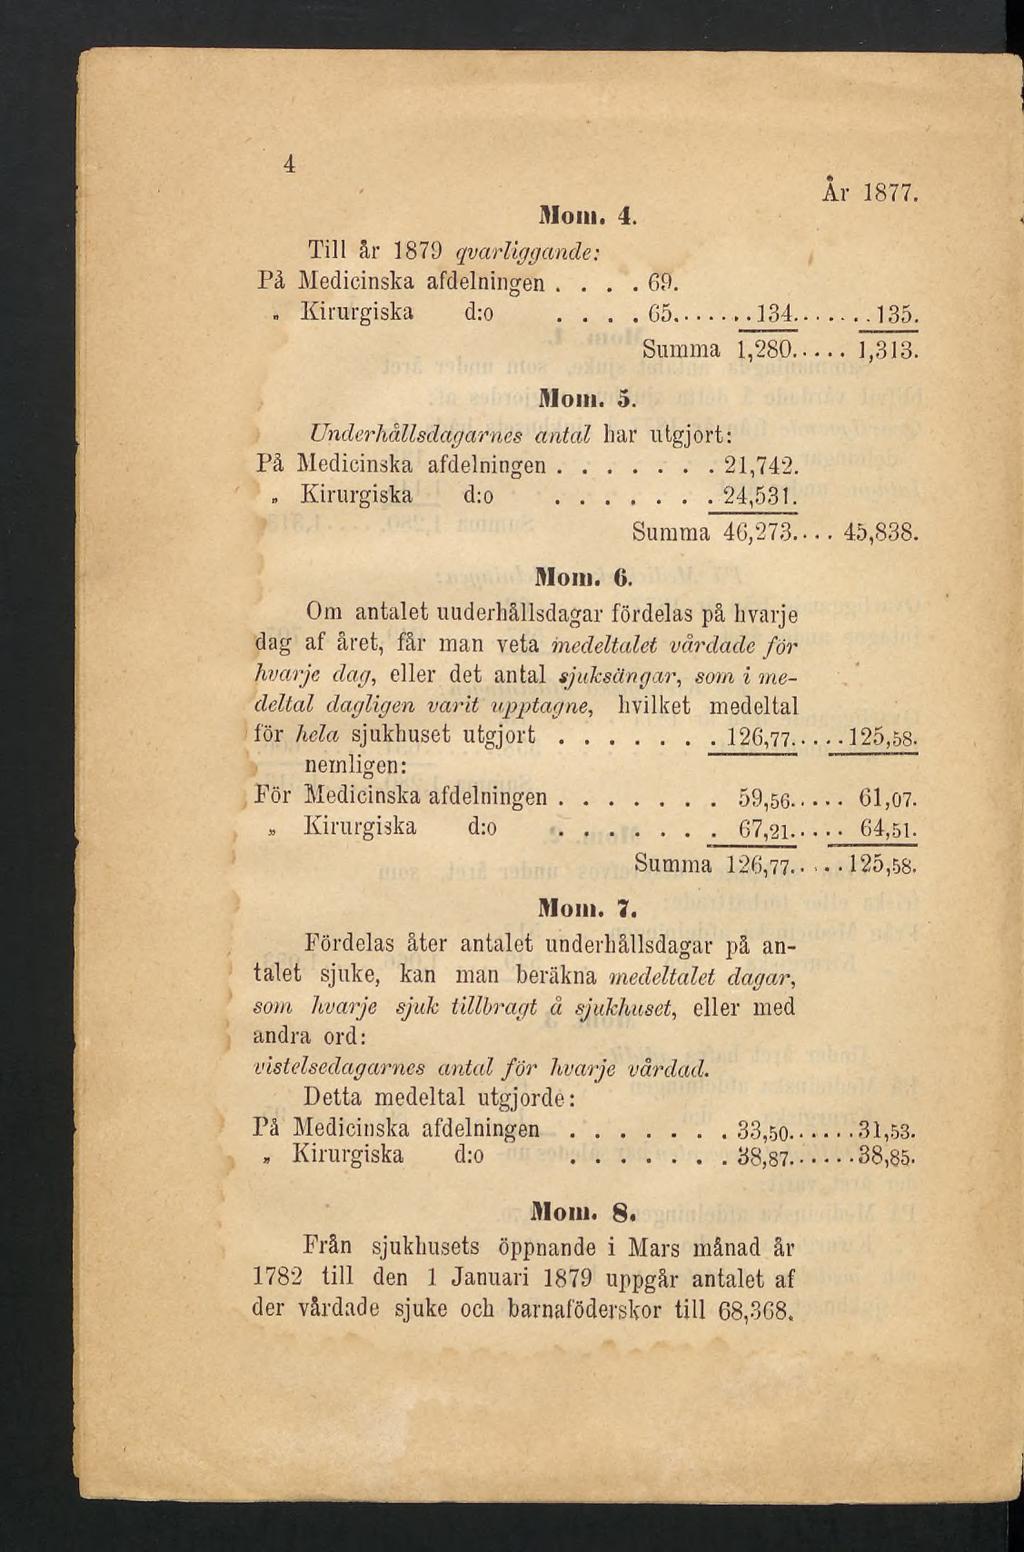 4
År 1877.
Mom. 4.
Till år 1879 qvarliggande:
På Medicinska afdelningen . . . . 69.
„ Kirurgiska d:o . . . . 65. . . . . . . 134. . . . . . . 135.
Summa 1,280. . . . . 1,313.
Mom. 5.
Underhållsdagarnes antal har utgjort:
På Medicinska afdelningen . . . . . . . 21,742.
„ Kirurgiska d:o . . . . . . . 24,531.
Summa 46,273. . . . 45,838.
Mom. 6.
Om antalet uuderhållsdagar fördelas på hvarje
dag af året, får man veta medeltalet vårdade för
hvarje dag, eller det antal sjuksängar, som i me-
deltal dagligen varit upptagne, hvilket medeltal
för hela sjukhuset utgjort . . . . . . . 126,77. . . . . 125,58.
nemligen:
För Medicinska afdelningen . . . . . . . 59,56. . . . . 61,07.
„ Kirurgiska d:o . . . . . . . 67,21. . . . . 64,51.
Summa 126,77. . . . . 125,58.
Mom. 7.
Fördelas åter antalet underhållsdagar på an-
talet sjuke, kan man beräkna medeltalet dagar,
som hvarje sjuk tillbragt å sjukhuset, eller med
andra ord:
vistelsedagarnes antal för hvarje vårdad.
Detta medeltal utgjorde:
På Medicinska afdelningen . . . . . . . 33,50. . . . . . 31,53.
„ Kirurgiska d:o . . . . . . . 38,87. . . . . . 38,85.
Mom. 8.
Från sjukhusets öppnande i Mars månad år
1782 till den 1 Januari 1879 uppgår antalet af
der vårdade sjuke och barnaföderskor till 68,368.